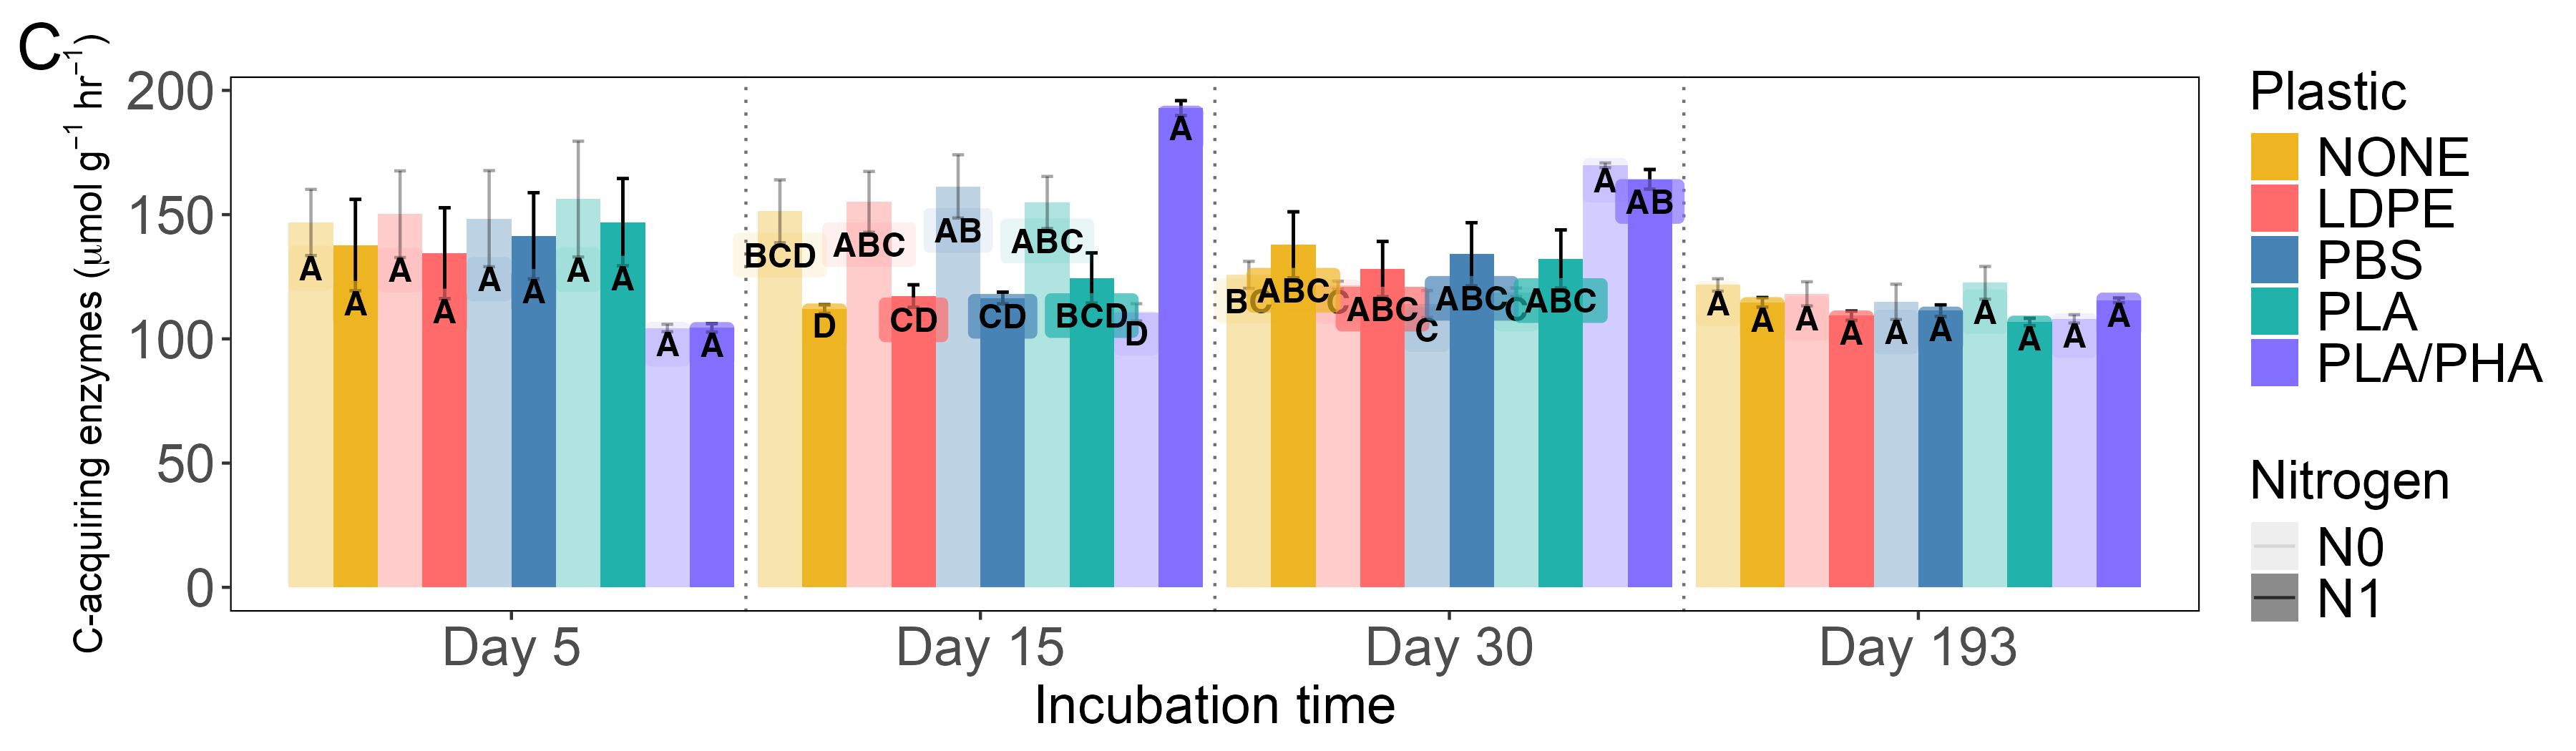 C
C-acquiring enzymes (μmol g⁻¹ hr⁻¹)
200
150
100
50
0
A A A A A A A A A A
BCD D ABC CD AB CD ABC BCD D A
BC ABC C ABC C ABC C ABC A AB
A A A A A A A A A A
Day 5 Day 15 Day 30 Day 193
Incubation time
Plastic
NONE
LDPE
PBS
PLA
PLA/PHA
Nitrogen
N0
N1